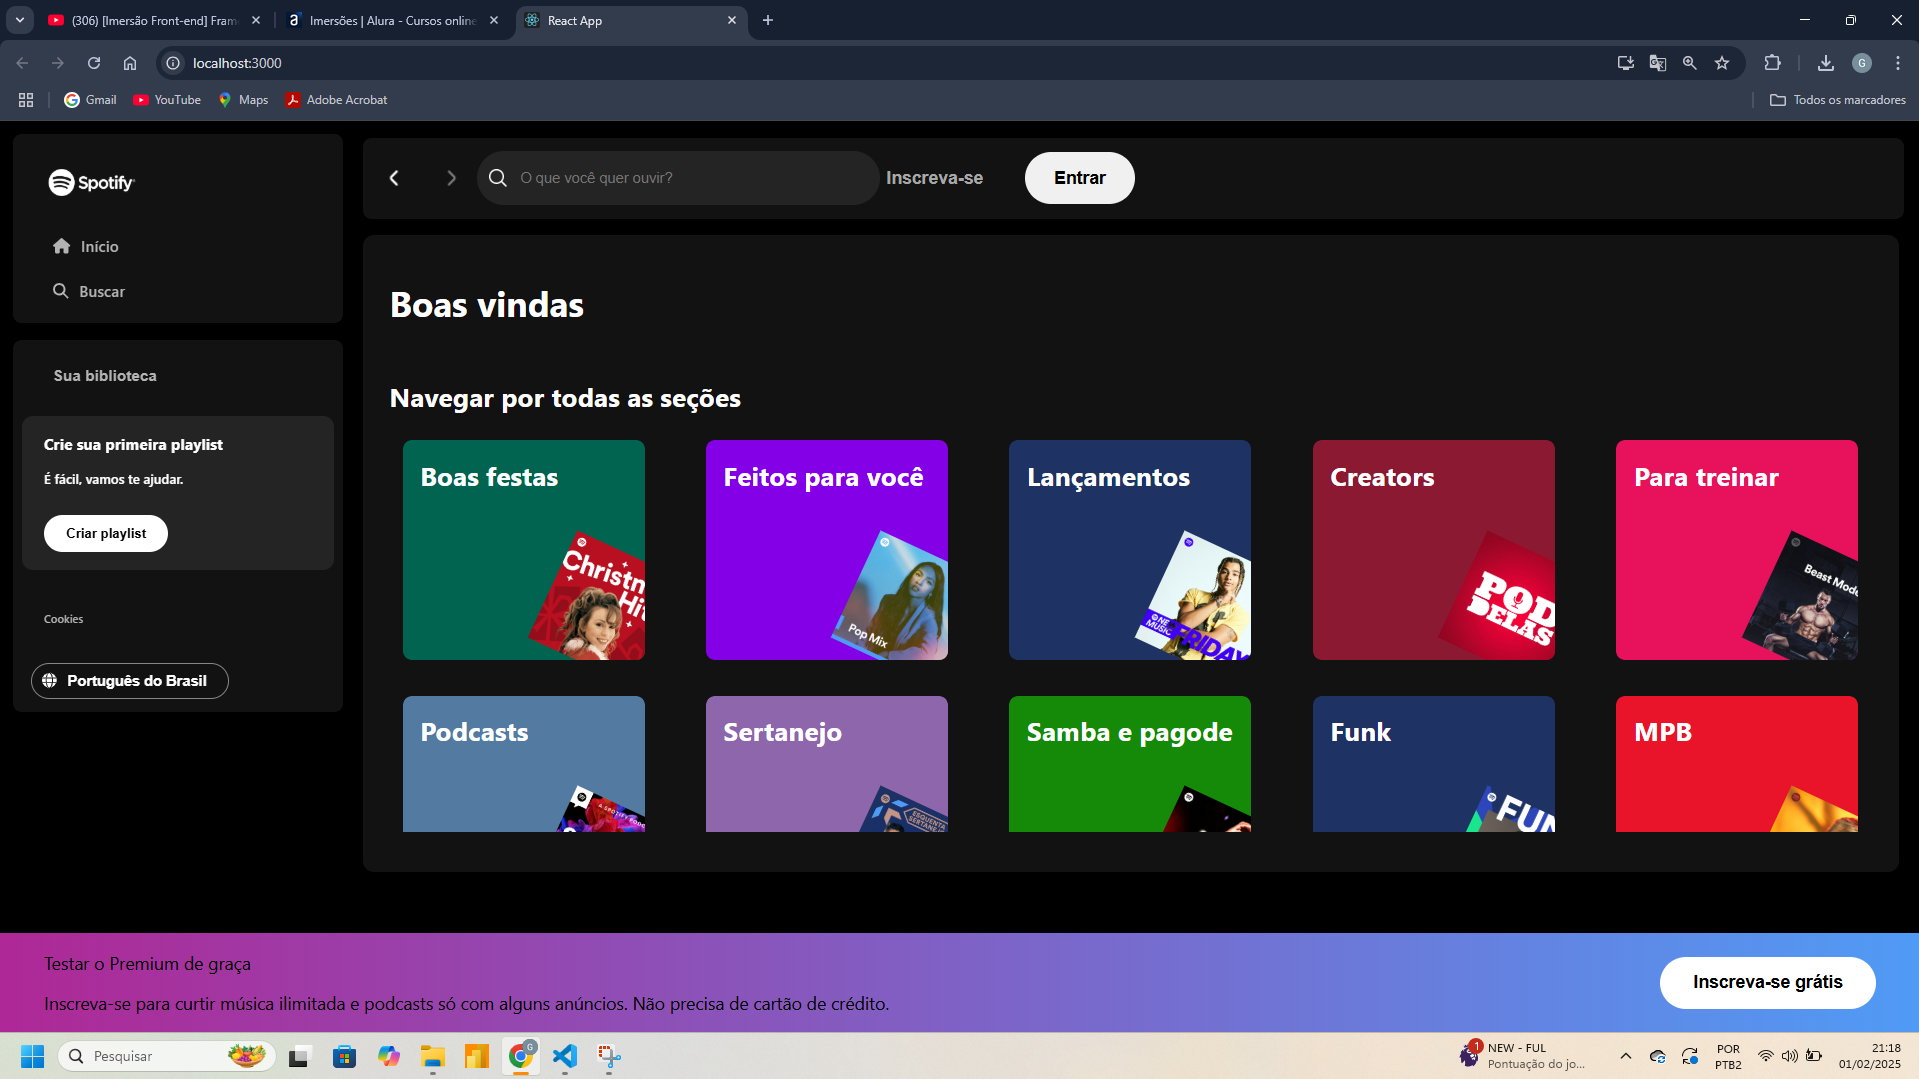 (306) [Imersão Front-end] Fram
Imersões | Alura - Cursos online
React App
localhost:3000
Gmail
YouTube
Maps
Adobe Acrobat
Todos os marcadores
Spotify
Início
Buscar
O que você quer ouvir?
Inscreva-se
Entrar
Boas vindas
Sua biblioteca
Crie sua primeira playlist
É fácil, vamos te ajudar.
Criar playlist
Cookies
Português do Brasil
Navegar por todas as seções
Boas festas
Christm
Hi
Feitos para você
Pop Mix
Lançamentos
NE
MUSIC
FRIDAY
Creators
POD
DELAS
Para treinar
Beast Mode
Podcasts
Sertanejo
ESQUENTA
SERTANEJO
Samba e pagode
Funk
FUN
MPB
Testar o Premium de graça
Inscreva-se para curtir música ilimitada e podcasts só com alguns anúncios. Não precisa de cartão de crédito.
Inscreva-se grátis
Pesquisar
1
NEW - FUL
Pontuação do jo...
POR
PTB2
21:18
01/02/2025